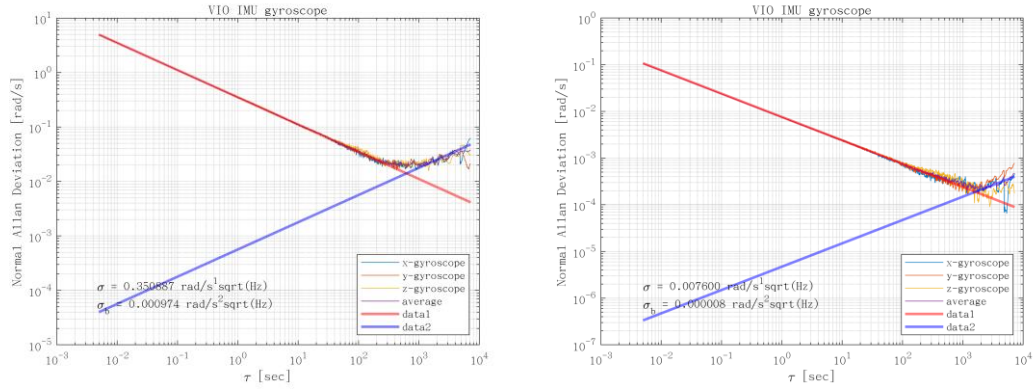 VIO IMU gyroscope
Normal Allan Deviation [rad/s]
10^1
10^0
10^-1
10^-2
10^-3
10^-4
10^-5
σ = 0.350887 rad/s^1sqrt(Hz)
σ_b = 0.000974 rad/s^2sqrt(Hz)
x-gyroscope
y-gyroscope
z-gyroscope
average
data1
data2
10^-3 10^-2 10^-1 10^0 10^1 10^2 10^3 10^4
τ [sec]
VIO IMU gyroscope
Normal Allan Deviation [rad/s]
10^0
10^-1
10^-2
10^-3
10^-4
10^-5
10^-6
10^-7
σ = 0.007600 rad/s^1sqrt(Hz)
σ_b = 0.000008 rad/s^2sqrt(Hz)
x-gyroscope
y-gyroscope
z-gyroscope
average
data1
data2
10^-3 10^-2 10^-1 10^0 10^1 10^2 10^3 10^4
τ [sec]